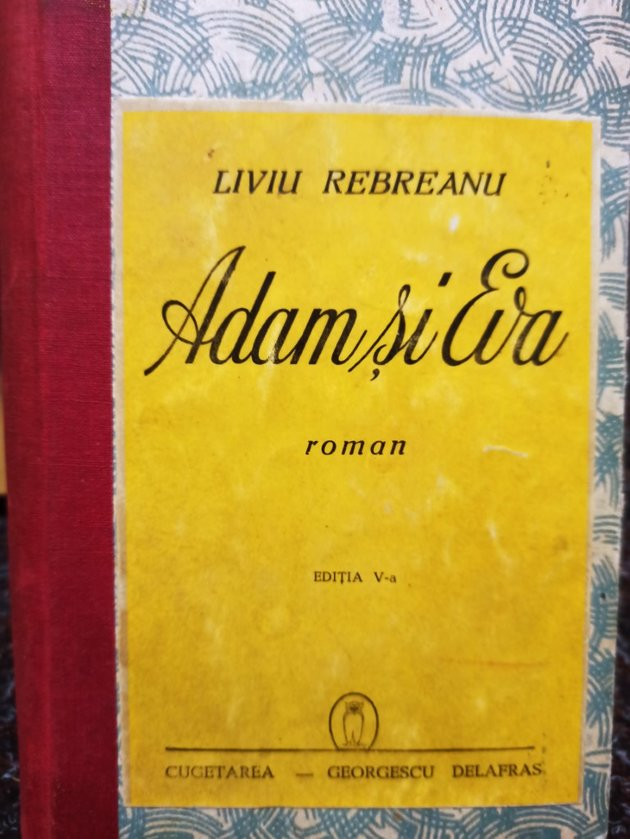 LIVIU REBREANU
Adam și Eva
roman
EDIȚIA V-a
CUGETAREA — GEORGESCU DELAFRAS